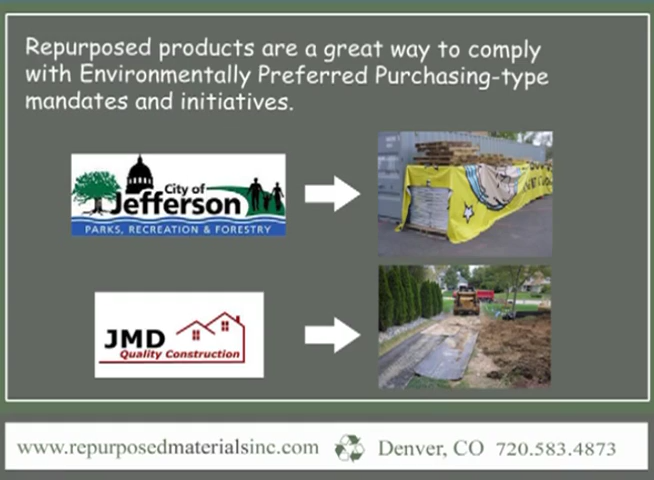 Repurposed products are a great way to comply
with Environmentally Preferred Purchasing-type
mandates and initiatives.
City of
Jefferson
PARKS, RECREATION & FORESTRY
JMD
Quality Construction
www.repurposedmaterialsinc.com Denver, CO 720.583.4873